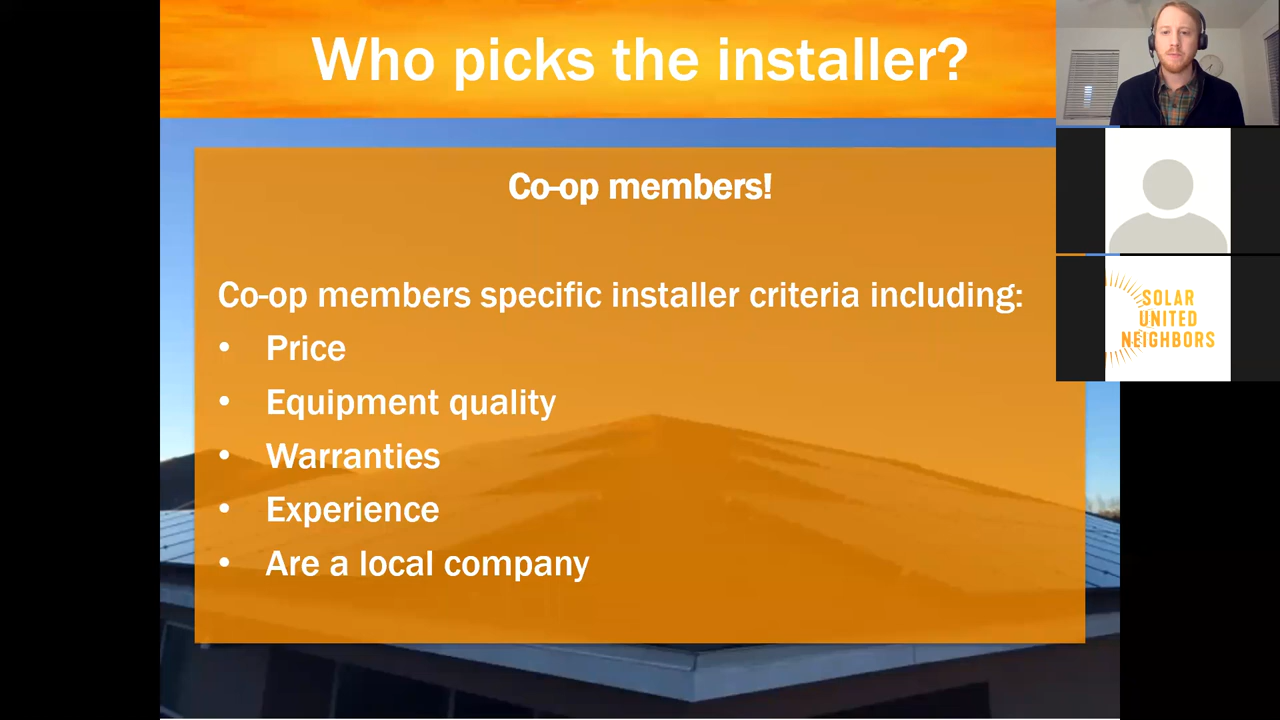 Who picks the installer?
Co-op members!
Co-op members specific installer criteria including:
• Price
• Equipment quality
• Warranties
• Experience
• Are a local company
SOLAR
UNITED
NEIGHBORS